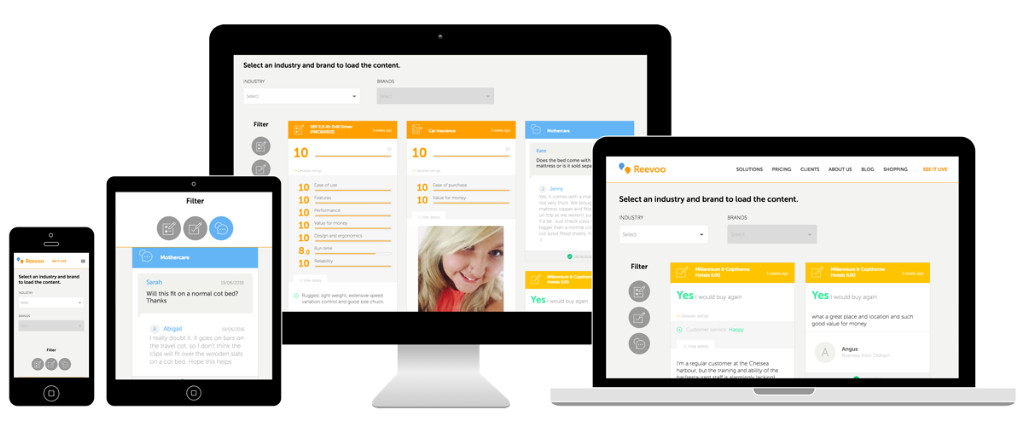 Reevoo
SEE IT LIVE
Select an industry and brand
to load the content.
INDUSTRY
Select
BRANDS
Filter
Filter
Mothercare
Sarah
Will this fit on a normal cot bed?
Thanks
Abigail
I really doubt it, it goes on bars on
the travel cot, so I don't think the
clips will fit over the wooden slats
on a cot bed. Hope this helps
Select an industry and brand to load the content.
INDUSTRY
BRANDS
Select
Select
Filter
10
10 Ease of use
10 Features
10 Performance
10 Value for money
10 Design and ergonomics
8.0 Run time
10 Reliability
Rugged, light weight, extensive speed
variation control and good sole chuck.
Car Insurance
10
10 Ease of purchase
10 Value for money
Mothercare
Does the bed come with
mattress or is it sold sepa
Jenny
Millennium & Copthorne
Hotels (UK)
Yes I would buy again
Reevoo
SOLUTIONS PRICING CLIENTS ABOUT US BLOG SHOPPING SEE IT LIVE
Select an industry and brand to load the content.
INDUSTRY
BRANDS
Select
Select
Filter
Millennium & Copthorne
Hotels (UK)
Yes I would buy again
Customer service: Happy
I'm a regular customer at the Chelsea
harbour, but the training and ability of the
Millennium & Copthorne
Hotels (UK)
Yes I would buy again
what a great place and location and such
good value for money
A
Angus